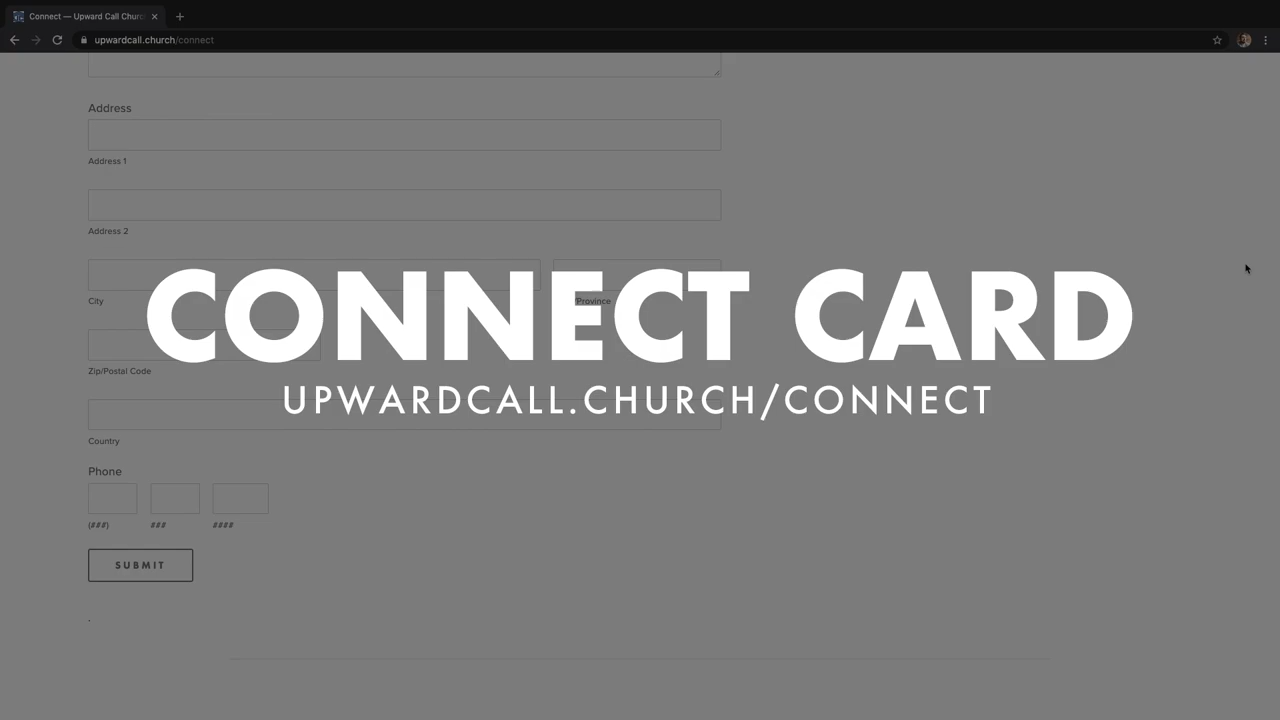 Connect — Upward Call Churc
upwardcall.church/connect
Address
Address 1
Address 2
City
/Province
CONNECT CARD
Zip/Postal Code
UPWARDCALL.CHURCH/CONNECT
Country
Phone
(###)
###
####
SUBMIT
.